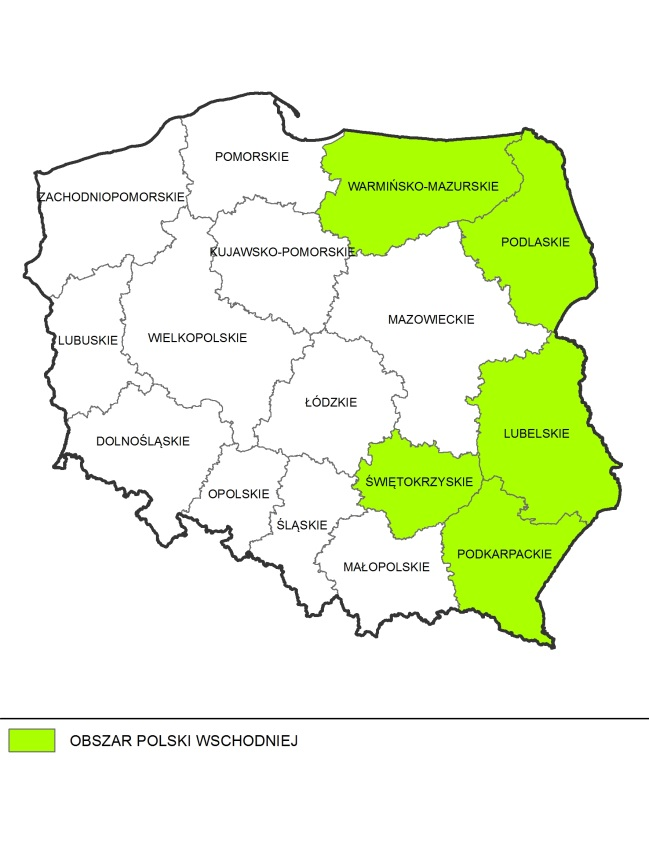 POMORSKIE
WARMIŃSKO-MAZURSKIE
ZACHODNIOPOMORSKIE
PODLASKIE
KUJAWSKO-POMORSKIE
MAZOWIECKIE
LUBUSKIE
WIELKOPOLSKIE
ŁÓDZKIE
LUBELSKIE
DOLNOŚLĄSKIE
ŚWIĘTOKRZYSKIE
OPOLSKIE
ŚLĄSKIE
PODKARPACKIE
MAŁOPOLSKIE
OBSZAR POLSKI WSCHODNIEJ